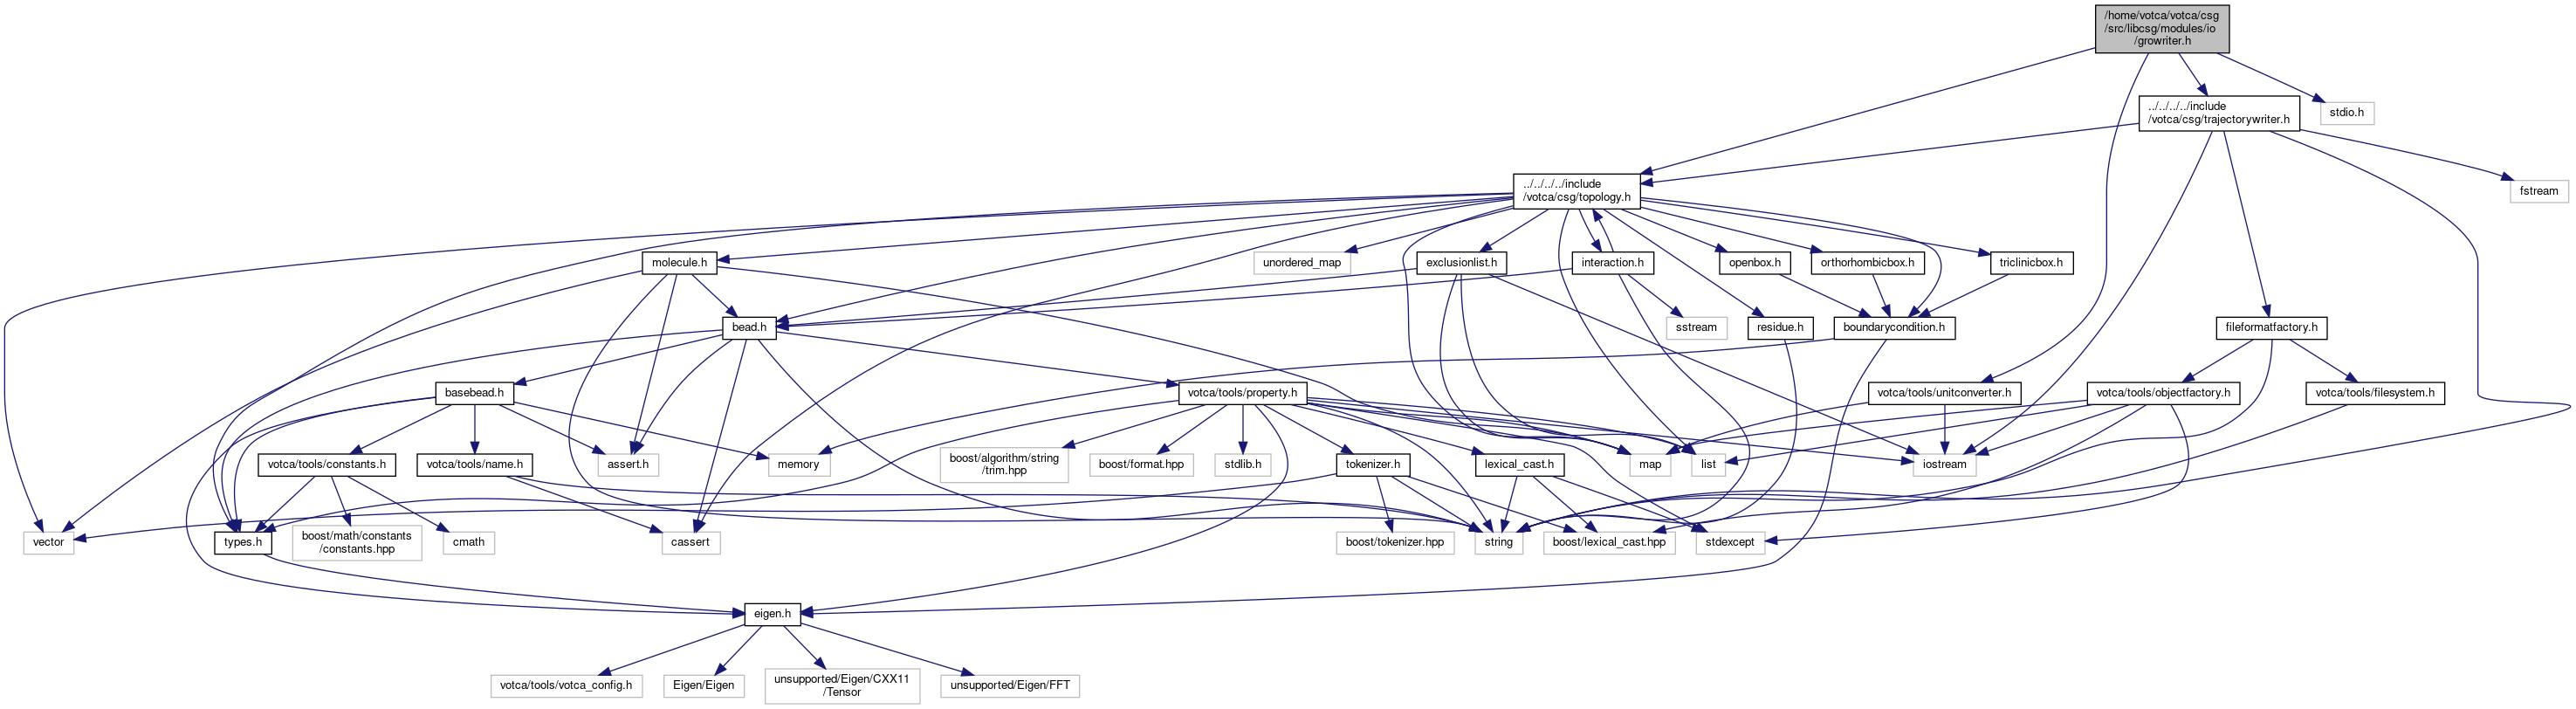 /home/votca/votca/csg
/src/libcsg/modules/io
/growriter.h
../../../../include
/votca/csg/trajectorywriter.h
stdio.h
../../../../include
/votca/csg/topology.h
fstream
molecule.h
unordered_map
exclusionlist.h
interaction.h
openbox.h
orthorhombicbox.h
triclinicbox.h
bead.h
sstream
residue.h
boundarycondition.h
fileformatfactory.h
basebead.h
votca/tools/property.h
votca/tools/unitconverter.h
votca/tools/objectfactory.h
votca/tools/filesystem.h
votca/tools/constants.h
votca/tools/name.h
assert.h
memory
boost/algorithm/string
/trim.hpp
boost/format.hpp
stdlib.h
tokenizer.h
lexical_cast.h
map
list
iostream
vector
types.h
boost/math/constants
/constants.hpp
cmath
cassert
boost/tokenizer.hpp
string
boost/lexical_cast.hpp
stdexcept
eigen.h
votca/tools/votca_config.h
Eigen/Eigen
unsupported/Eigen/CXX11
/Tensor
unsupported/Eigen/FFT